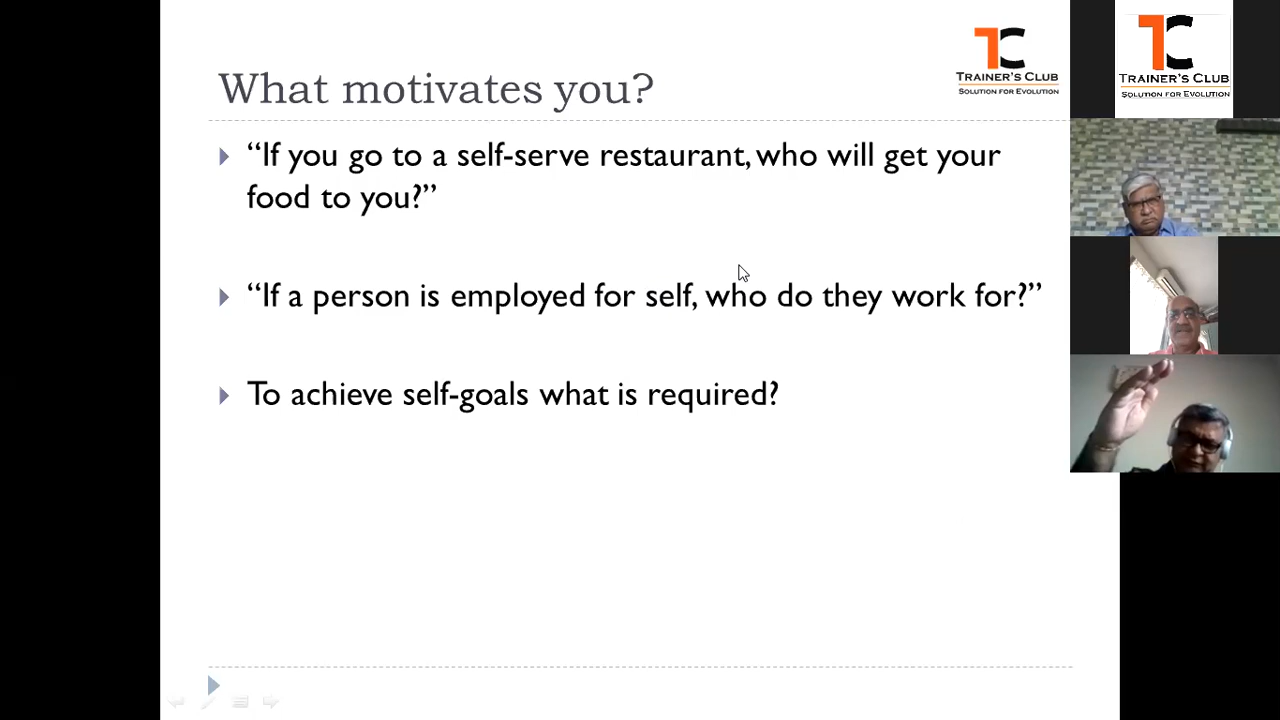 TC
TRAINER'S CLUB
SOLUTION FOR EVOLUTION
TC
TRAINER'S CLUB
SOLUTION FOR EVOLUTION
What motivates you?
“If you go to a self-serve restaurant, who will get your
food to you?”
“If a person is employed for self, who do they work for?”
To achieve self-goals what is required?